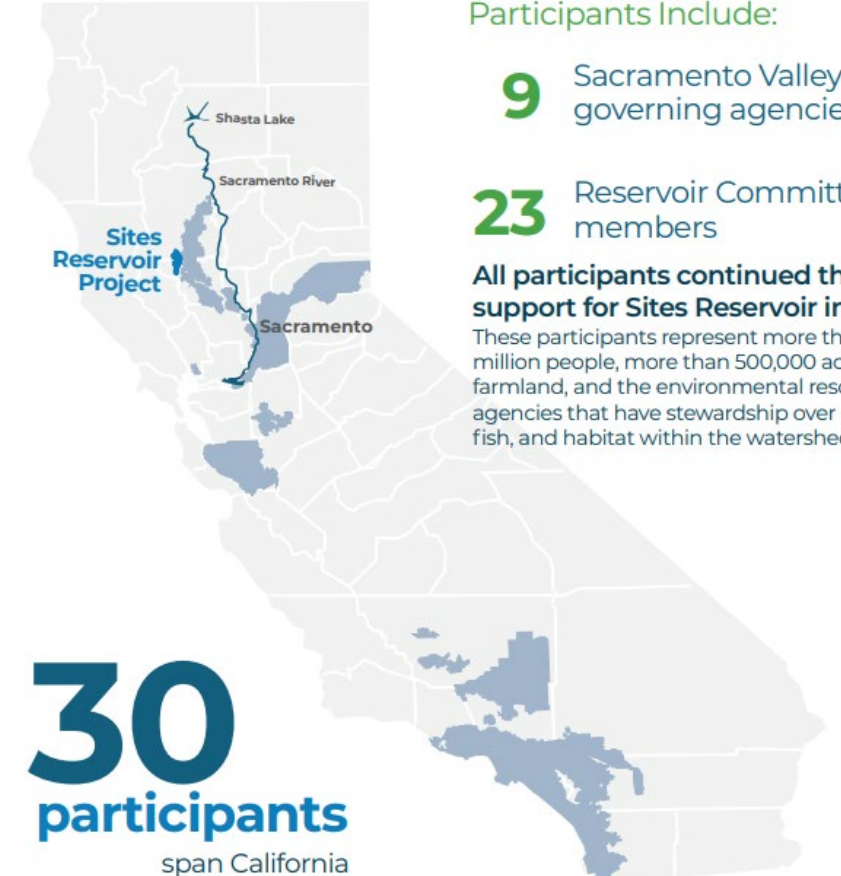 Participants Include:
9
Sacramento Valley
governing agencie
23
Reservoir Committ
members
All participants continued th
support for Sites Reservoir in
These participants represent more th
million people, more than 500,000 ac
farmland, and the environmental reso
agencies that have stewardship over
fish, and habitat within the watershe
Shasta Lake
Sacramento River
Sites
Reservoir
Project
Sacramento
30
participants
span California